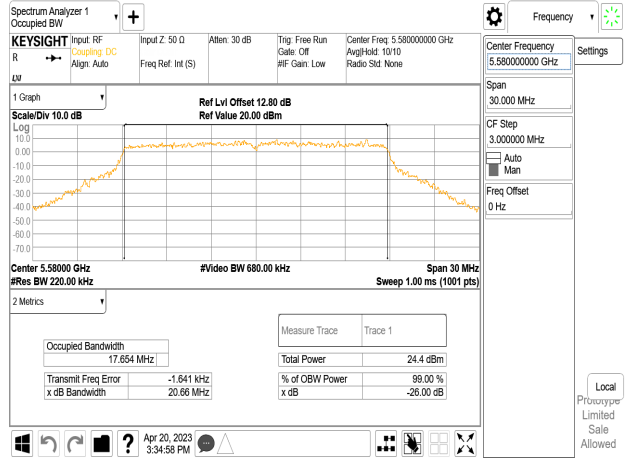 Spectrum Analyzer 1
Occupied BW
Frequency
KEYSIGHT
R
Input: RF
Coupling: DC
Align: Auto
Input Z: 50 Ω
Freq Ref: Int (S)
Atten: 30 dB
Trig: Free Run
Gate: Off
#IF Gain: Low
Center Freq: 5.580000000 GHz
Avg|Hold: 10/10
Radio Std: None
Center Frequency
5.580000000 GHz
Settings
Span
30.000 MHz
CF Step
3.000000 MHz
Auto
Man
Freq Offset
0 Hz
1 Graph
Scale/Div 10.0 dB
Ref Lvl Offset 12.80 dB
Ref Value 20.00 dBm
Log
10.0
0.00
-10.0
-20.0
-30.0
-40.0
-50.0
-60.0
-70.0
Center 5.58000 GHz
#Video BW 680.00 kHz
Span 30 MHz
#Res BW 220.00 kHz
Sweep 1.00 ms (1001 pts)
2 Metrics
Measure Trace Trace 1
Occupied Bandwidth
17.654 MHz
Total Power 24.4 dBm
Transmit Freq Error -1.641 kHz
% of OBW Power 99.00 %
x dB Bandwidth 20.66 MHz
x dB -26.00 dB
Local
Prototype
Limited
Sale
Allowed
Apr 20, 2023
3:34:58 PM